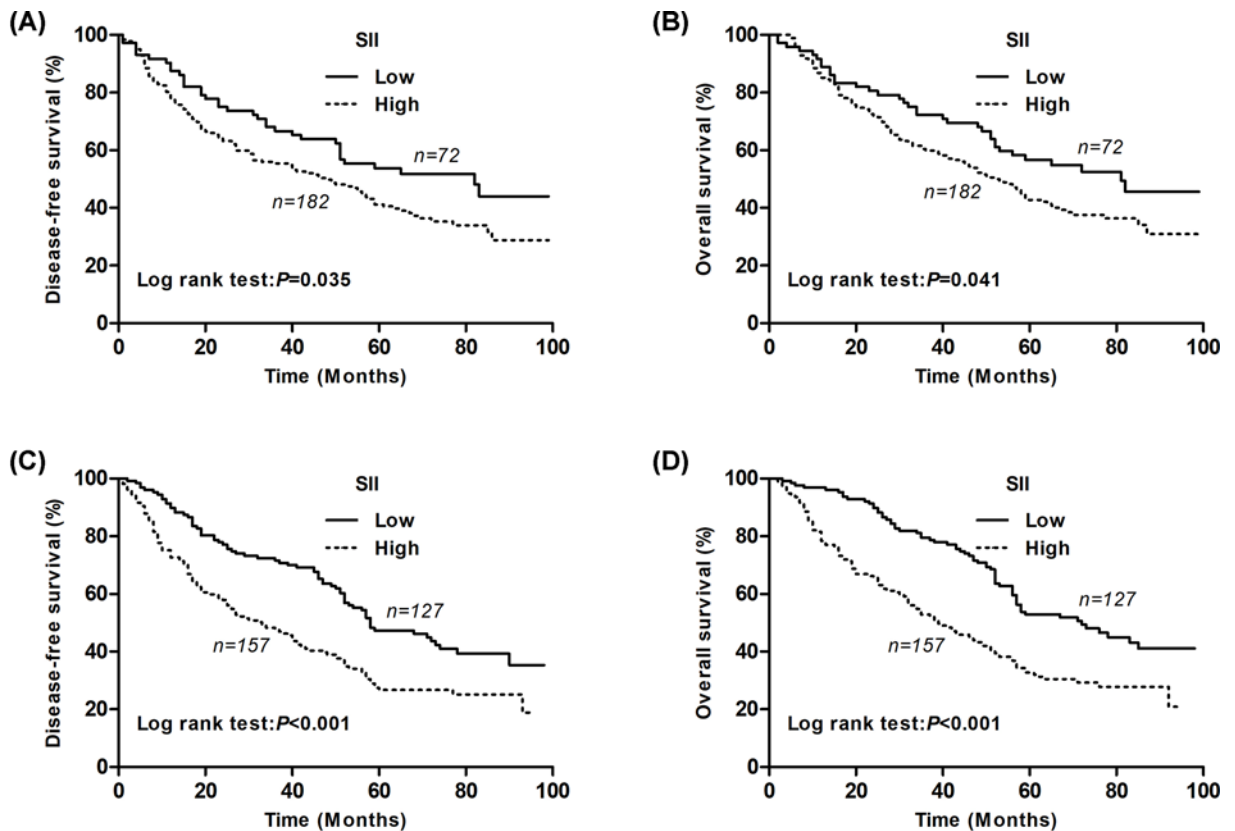 (A)
SII
Low
High
n=72
n=182
Log rank test:P=0.035
Disease-free survival (%)
100
80
60
40
20
0
0 20 40 60 80 100
Time (Months)
(B)
SII
Low
High
n=72
n=182
Log rank test:P=0.041
Overall survival (%)
100
80
60
40
20
0
0 20 40 60 80 100
Time (Months)
(C)
SII
Low
High
n=127
n=157
Log rank test:P<0.001
Disease-free survival (%)
100
80
60
40
20
0
0 20 40 60 80 100
Time (Months)
(D)
SII
Low
High
n=127
n=157
Log rank test:P<0.001
Overall survival (%)
100
80
60
40
20
0
0 20 40 60 80 100
Time (Months)